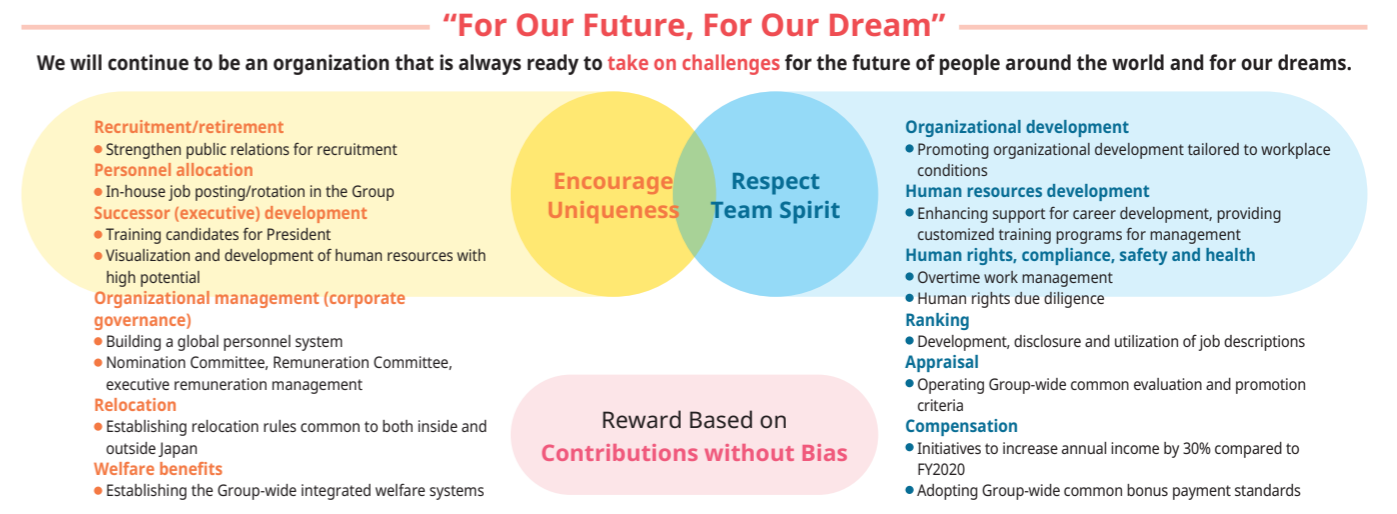 “For Our Future, For Our Dream”
We will continue to be an organization that is always ready to take on challenges for the future of people around the world and for our dreams.
Recruitment/retirement
● Strengthen public relations for recruitment
Personnel allocation
● In-house job posting/rotation in the Group
Successor (executive) development
● Training candidates for President
● Visualization and development of human resources with
high potential
Organizational management (corporate
governance)
● Building a global personnel system
● Nomination Committee, Remuneration Committee,
executive remuneration management
Relocation
● Establishing relocation rules common to both inside and
outside Japan
Welfare benefits
● Establishing the Group-wide integrated welfare systems
Encourage
Uniqueness
Respect
Team Spirit
Reward Based on
Contributions without Bias
Organizational development
● Promoting organizational development tailored to workplace
conditions
Human resources development
● Enhancing support for career development, providing
customized training programs for management
Human rights, compliance, safety and health
● Overtime work management
● Human rights due diligence
Ranking
● Development, disclosure and utilization of job descriptions
Appraisal
● Operating Group-wide common evaluation and promotion
criteria
Compensation
● Initiatives to increase annual income by 30% compared to
FY2020
● Adopting Group-wide common bonus payment standards